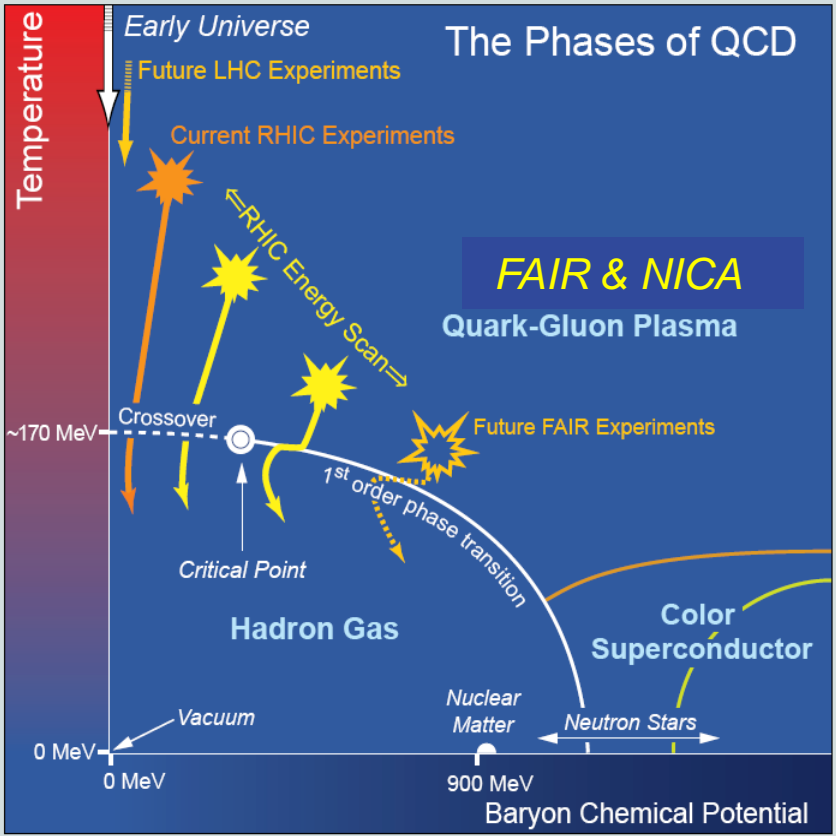 The Phases of QCD
Temperature
Early Universe
Future LHC Experiments
Current RHIC Experiments
⇐RHIC Energy Scan⇒
FAIR & NICA
Quark-Gluon Plasma
Crossover
~170 MeV
Future FAIR Experiments
1st order phase transition
Critical Point
Hadron Gas
Color
Superconductor
Nuclear
Matter
Vacuum
Neutron Stars
0 MeV
0 MeV
900 MeV
Baryon Chemical Potential